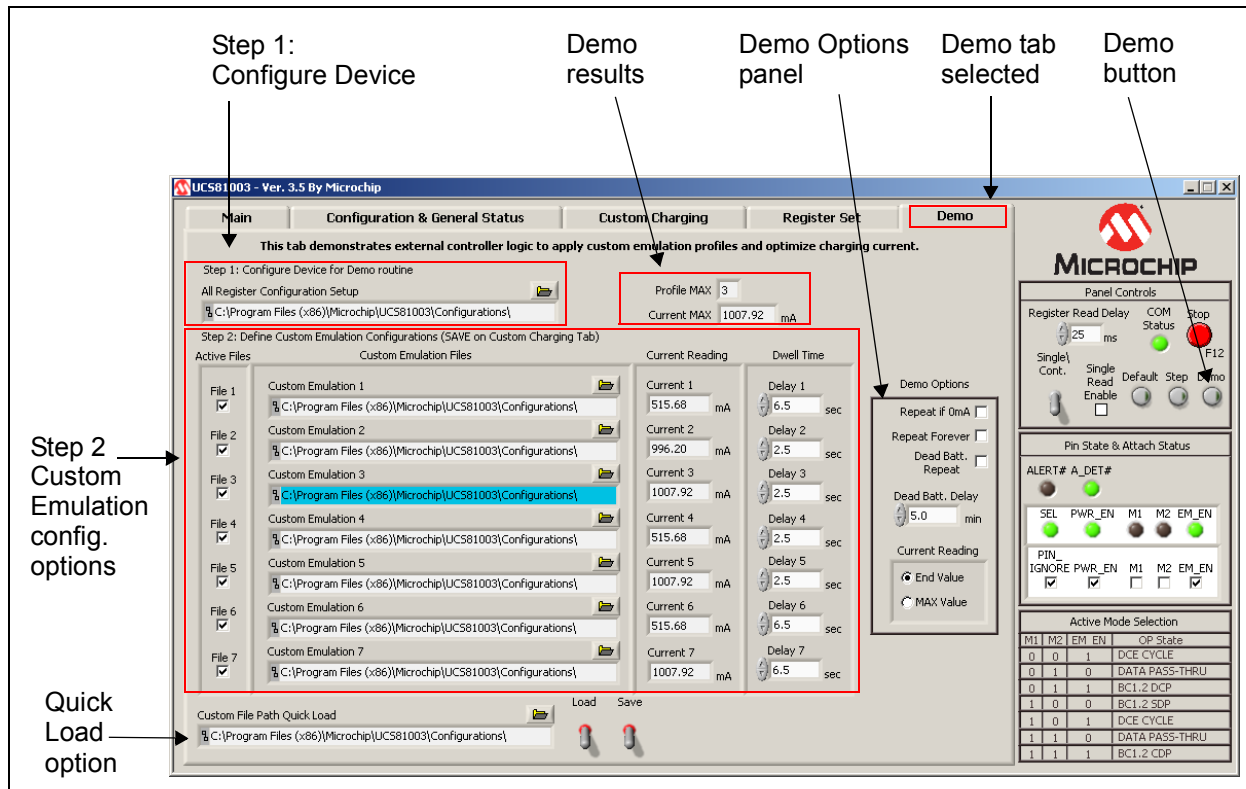 Step 1:
Configure Device
Demo
results
Demo Options
panel
Demo tab
selected
Demo
button
UCS81003 - Ver. 3.5 By Microchip
Main
Configuration & General Status
Custom Charging
Register Set
Demo
This tab demonstrates external controller logic to apply custom emulation profiles and optimize charging current.
Step 1: Configure Device for Demo routine
All Register Configuration Setup
C:\Program Files (x86)\Microchip\UCS81003\Configurations\
Profile MAX 3
Current MAX 1007.92 mA
Step 2: Define Custom Emulation Configurations (SAVE on Custom Charging Tab)
Active Files
Custom Emulation Files
Current Reading
Dwell Time
File 1
Custom Emulation 1
C:\Program Files (x86)\Microchip\UCS81003\Configurations\
Current 1
515.68 mA
Delay 1
6.5 sec
File 2
Custom Emulation 2
C:\Program Files (x86)\Microchip\UCS81003\Configurations\
Current 2
996.20 mA
Delay 2
2.5 sec
File 3
Custom Emulation 3
C:\Program Files (x86)\Microchip\UCS81003\Configurations\
Current 3
1007.92 mA
Delay 3
2.5 sec
File 4
Custom Emulation 4
C:\Program Files (x86)\Microchip\UCS81003\Configurations\
Current 4
515.68 mA
Delay 4
2.5 sec
File 5
Custom Emulation 5
C:\Program Files (x86)\Microchip\UCS81003\Configurations\
Current 5
1007.92 mA
Delay 5
2.5 sec
File 6
Custom Emulation 6
C:\Program Files (x86)\Microchip\UCS81003\Configurations\
Current 6
515.68 mA
Delay 6
6.5 sec
File 7
Custom Emulation 7
C:\Program Files (x86)\Microchip\UCS81003\Configurations\
Current 7
1007.92 mA
Delay 7
6.5 sec
Custom File Path Quick Load
C:\Program Files (x86)\Microchip\UCS81003\Configurations\
Load
Save
Step 2
Custom
Emulation
config.
options
Quick
Load
option
Demo Options
Repeat if 0mA
Repeat Forever
Dead Batt.
Repeat
Dead Batt. Delay
5.0 min
Current Reading
End Value
MAX Value
MICROCHIP
Panel Controls
Register Read Delay
25 ms
COM
Status
Stop
F12
Single\
Cont.
Single
Read
Enable
Default
Step
Demo
Pin State & Attach Status
ALERT# A_DET#
SEL PWR_EN M1 M2 EM_EN
PIN_
IGNORE PWR_EN M1 M2 EM_EN
Active Mode Selection
M1 M2 EM_EN OP State
0 0 1 DCE CYCLE
0 1 0 DATA PASS-THRU
0 1 1 BC1.2 DCP
1 0 0 BC1.2 SDP
1 0 1 DCE CYCLE
1 1 0 DATA PASS-THRU
1 1 1 BC1.2 CDP